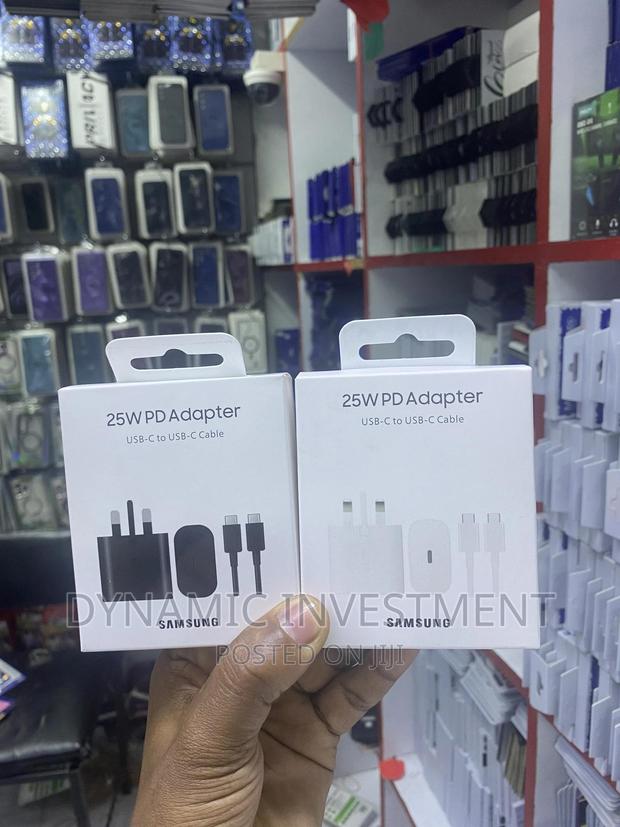 PRIVACY
25W PD Adapter
USB-C to USB-C Cable
SAMSUNG
25W PD Adapter
USB-C to USB-C Cable
SAMSUNG
DYNAMIC INVESTMENT
POSTED ON JIJI